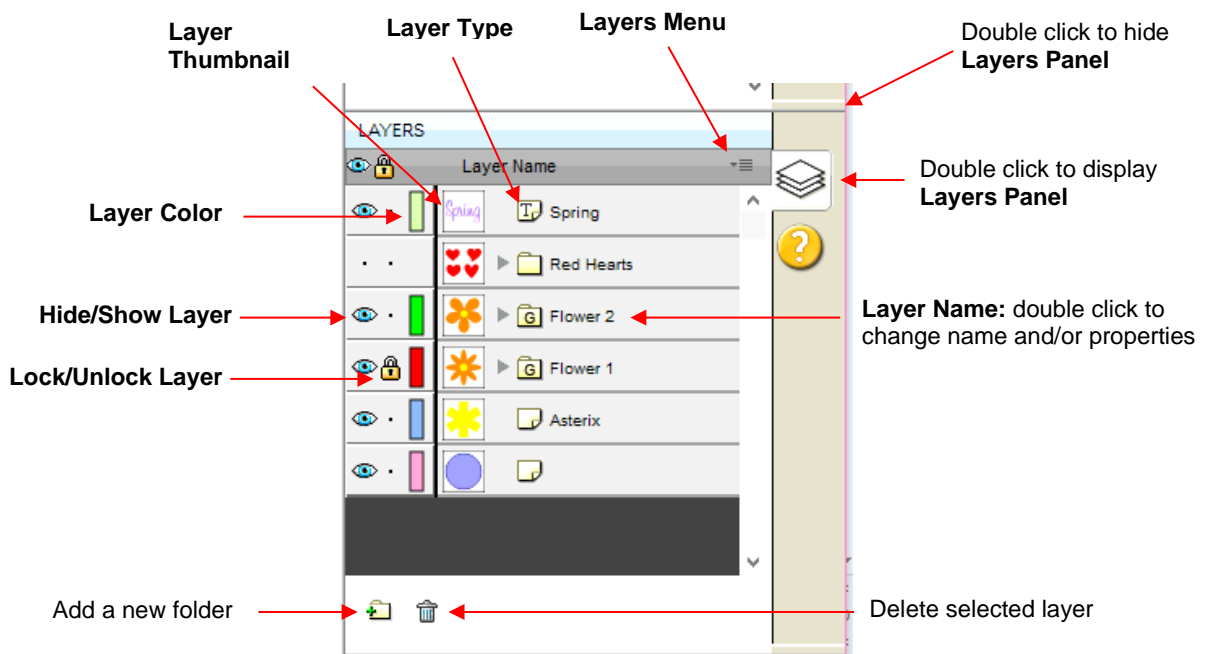 Layer
Thumbnail
Layer Type
Layers Menu
Double click to hide
Layers Panel
LAYERS
Layer Name
Double click to display
Layers Panel
Layer Color
Spring
T
Spring
Red Hearts
Hide/Show Layer
G
Flower 2
Layer Name: double click to
change name and/or properties
Lock/Unlock Layer
G
Flower 1
Asterix
?
Add a new folder
Delete selected layer